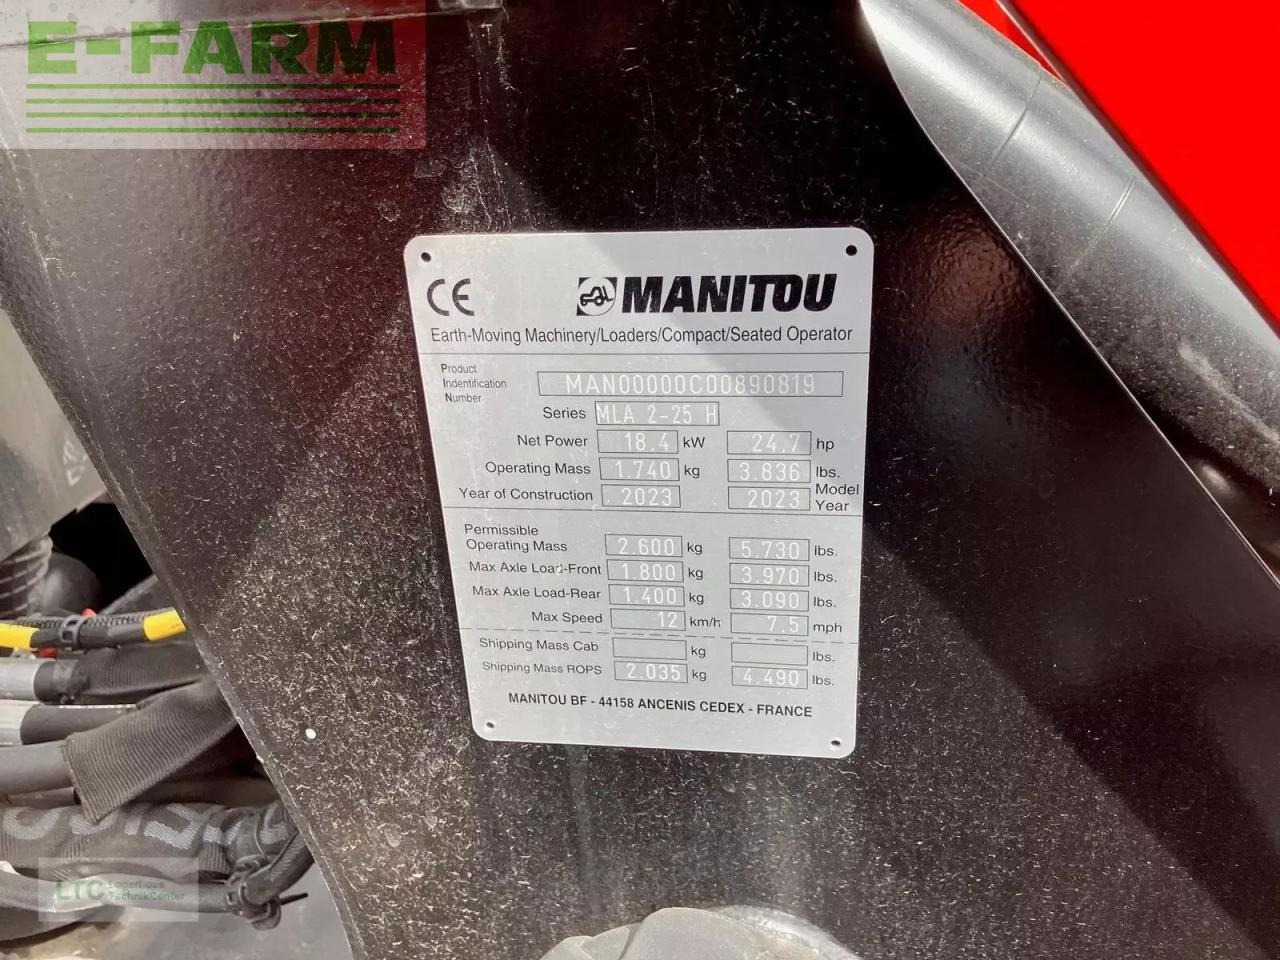 E-FARM
CE MANITOU
Earth-Moving Machinery/Loaders/Compact/Seated Operator
Product
Indentification
Number
MAN00000C00890819
Series MLA 2-25 H
Net Power 18.4 kW 24.7 hp
Operating Mass 1.740 kg 3.836 lbs.
Year of Construction 2023 2023 Model
Year
Permissible
Operating Mass 2.600 kg 5.730 lbs.
Max Axle Load-Front 1.800 kg 3.970 lbs.
Max Axle Load-Rear 1.400 kg 3.090 lbs.
Max Speed 12 km/h 7.5 mph
Shipping Mass Cab kg lbs.
Shipping Mass ROPS 2.035 kg 4.490 lbs.
MANITOU BF - 44158 ANCENIS CEDEX - FRANCE
LTC Lagerhaus
TechnikCenter